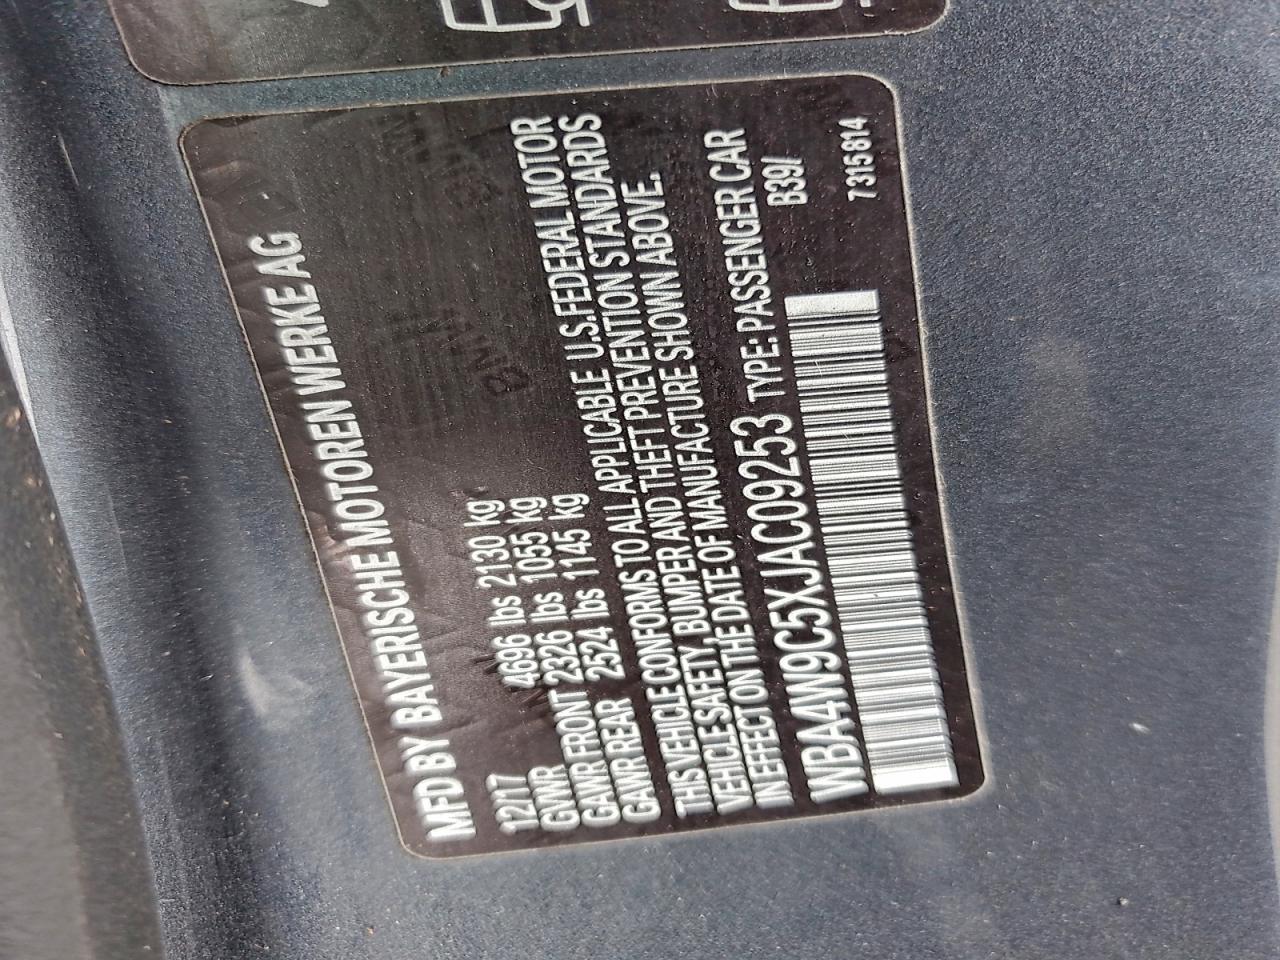 MFD BY BAYERISCHE MOTOREN WERKE AG
12/17
GVWR 4696 lbs 2130 kg
GAWR FRONT 2326 lbs 1055 kg
GAWR REAR 2524 lbs 1145 kg
THIS VEHICLE CONFORMS TO ALL APPLICABLE U.S. FEDERAL MOTOR
VEHICLE SAFETY, BUMPER AND THEFT PREVENTION STANDARDS
IN EFFECT ON THE DATE OF MANUFACTURE SHOWN ABOVE.
WBA4W9C5XJAC09253 TYPE: PASSENGER CAR
B39/
7315814